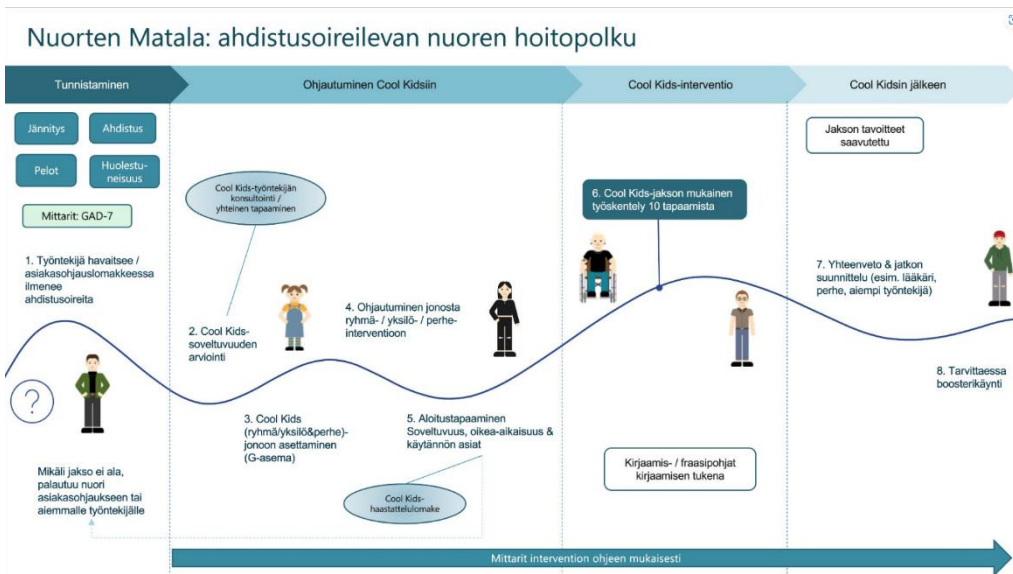 Nuorten Matala: ahdistusoireilevan nuoren hoitopolku
Tunnistaminen
Ohjautuminen Cool Kidsiin
Cool Kids-interventio
Cool Kidsin jälkeen
Jännitys
Ahdistus
Pelot
Huolestu-
neisuus
Mittarit: GAD-7
1. Työntekijä havaitsee /
asiakasohjauslomakkeessa
ilmenee
ahdistusoireita
?
Mikäli jakso ei ala,
palautuu nuori
asiakasohjaukseen tai
aiemmalle työntekijälle
Cool Kids-työntekijän
konsultointi /
yhteinen tapaaminen
2. Cool Kids-
soveltuvuuden
arviointi
3. Cool Kids
(ryhmä/yksilö&perhe)-
jonoon asettaminen
(G-asema)
4. Ohjautuminen jonosta
ryhmä- / yksilö- / perhe-
interventioon
5. Aloitustapaaminen
Soveltuvuus, oikea-aikaisuus &
käytännön asiat
Cool Kids-
haastattelulomake
6. Cool Kids-jakson mukainen
työskentely 10 tapaamista
Kirjaamis- / fraasipohjat
kirjaamisen tukena
Jakson tavoitteet
saavutettu
7. Yhteenveto & jatkon
suunnittelu (esim. lääkäri,
perhe, aiempi työntekijä)
8. Tarvittaessa
boosterikäynti
Mittarit intervention ohjeen mukaisesti